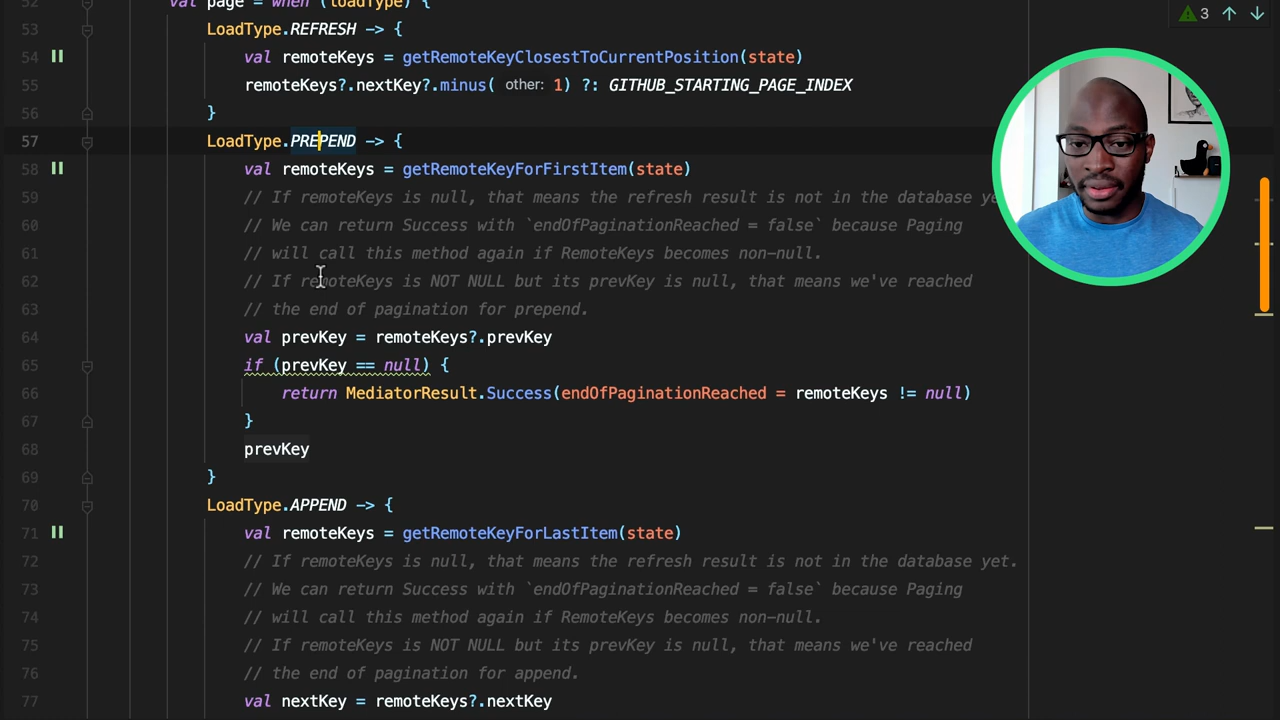 3
52 val page = when (loadType) {
53 LoadType.REFRESH -> {
54 val remoteKeys = getRemoteKeyClosestToCurrentPosition(state)
55 remoteKeys?.nextKey?.minus( other: 1) ?: GITHUB_STARTING_PAGE_INDEX
56 }
57 LoadType.PREPEND -> {
58 val remoteKeys = getRemoteKeyForFirstItem(state)
59 // If remoteKeys is null, that means the refresh result is not in the database
60 // We can return Success with `endOfPaginationReached = false` because Paging
61 // will call this method again if RemoteKeys becomes non-null.
62 // If remoteKeys is NOT NULL but its prevKey is null, that means we've reached
63 // the end of pagination for prepend.
64 val prevKey = remoteKeys?.prevKey
65 if (prevKey == null) {
66 return MediatorResult.Success(endOfPaginationReached = remoteKeys != null)
67 }
68 prevKey
69 }
70 LoadType.APPEND -> {
71 val remoteKeys = getRemoteKeyForLastItem(state)
72 // If remoteKeys is null, that means the refresh result is not in the database yet.
73 // We can return Success with `endOfPaginationReached = false` because Paging
74 // will call this method again if RemoteKeys becomes non-null.
75 // If remoteKeys is NOT NULL but its prevKey is null, that means we've reached
76 // the end of pagination for append.
77 val nextKey = remoteKeys?.nextKey